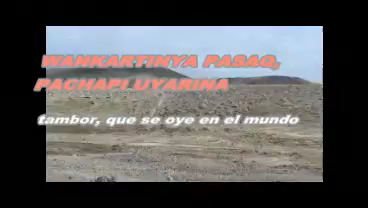 WANKARTINYA PASAQ,
PACHAPI UYARINA
tambor, que se oye en el mundo